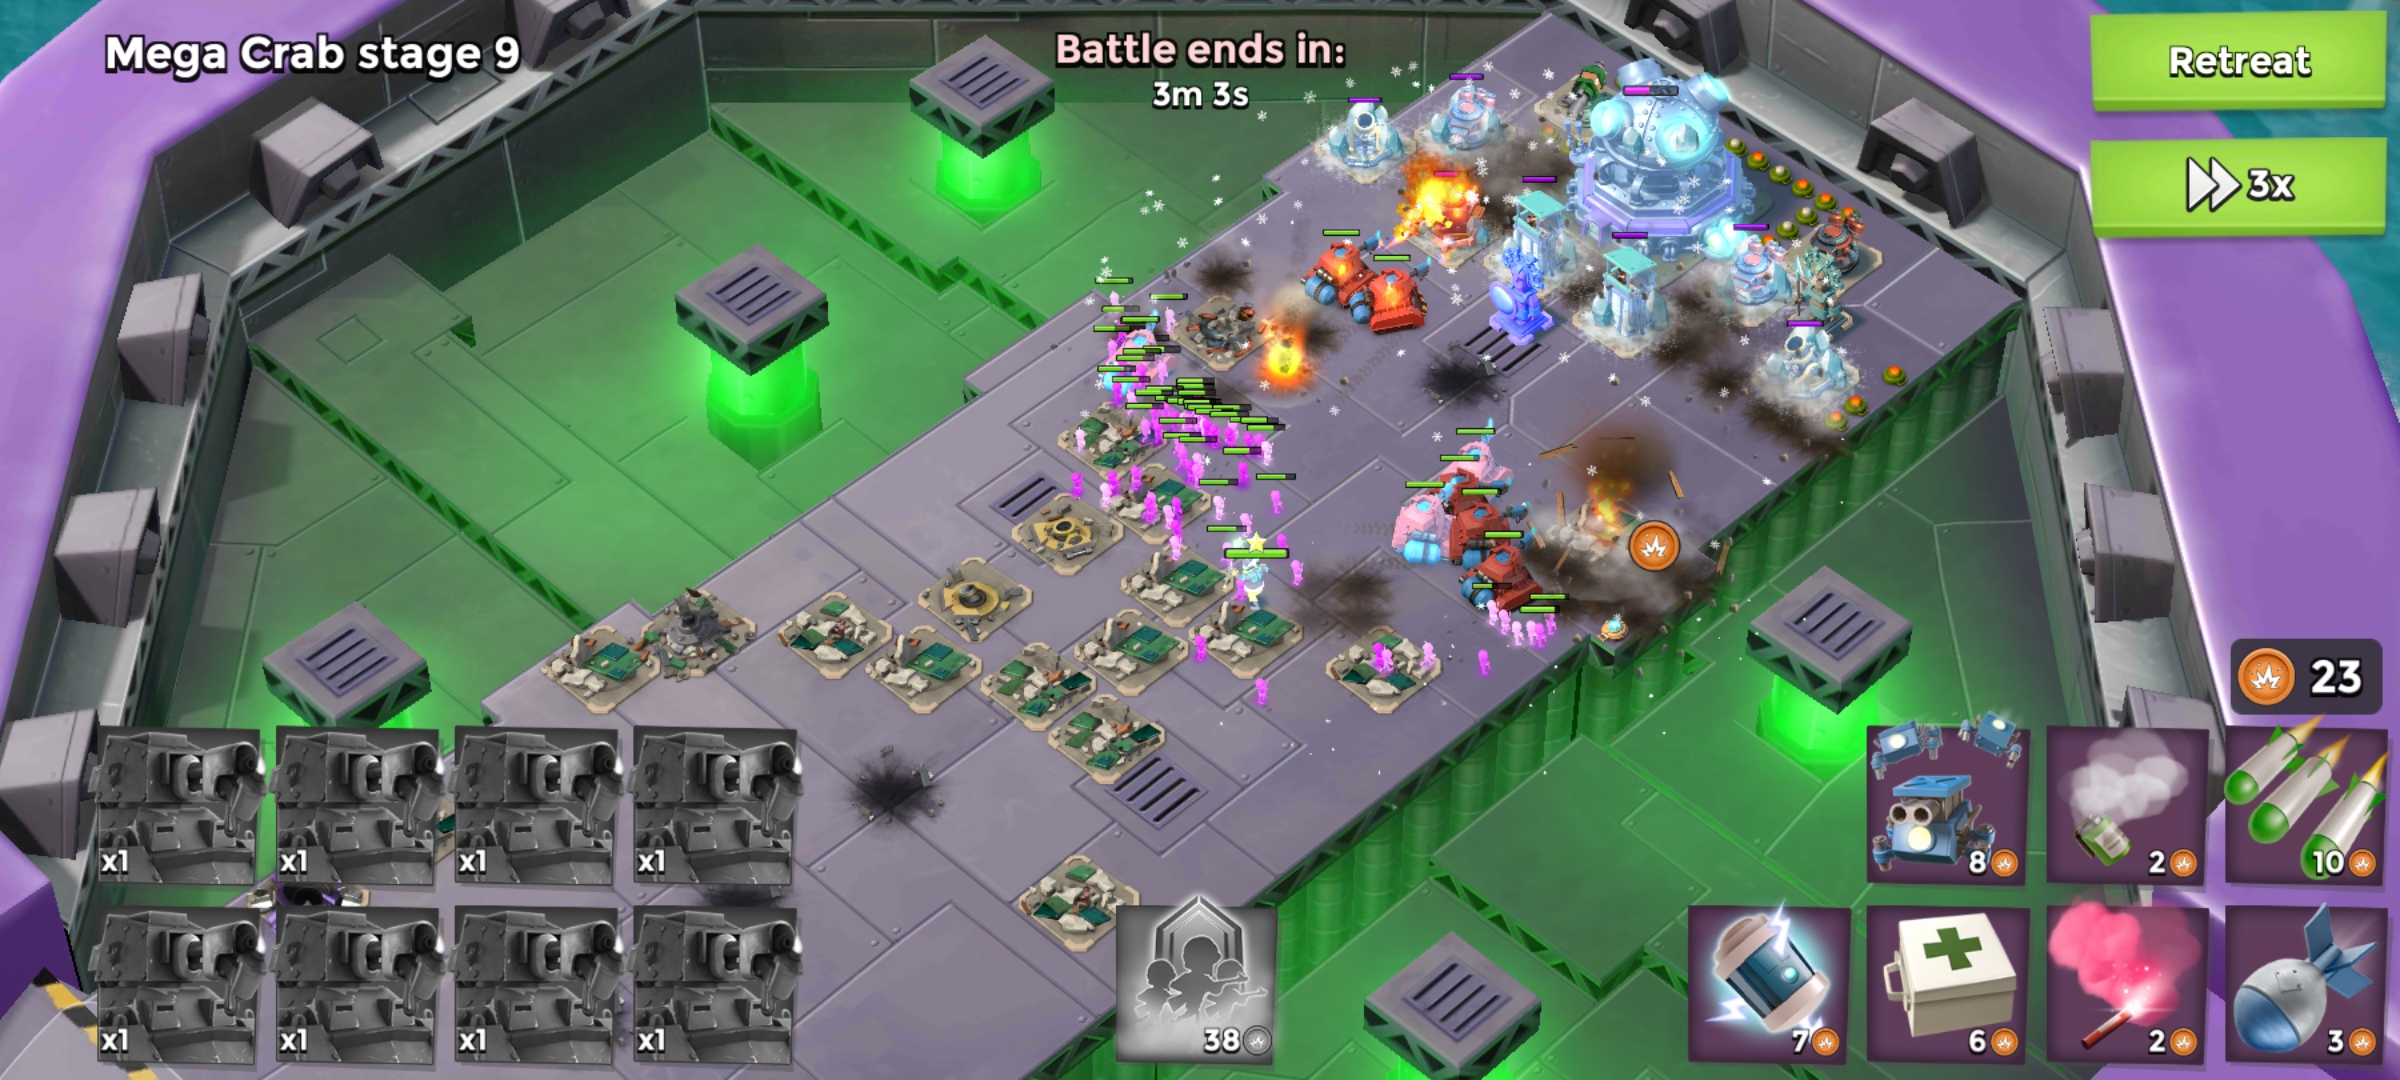 Mega Crab stage 9
Battle ends in:
3m 3s
Retreat
3x
23
8
2
10
x1
x1
x1
x1
x1
x1
x1
x1
38
7
6
2
3